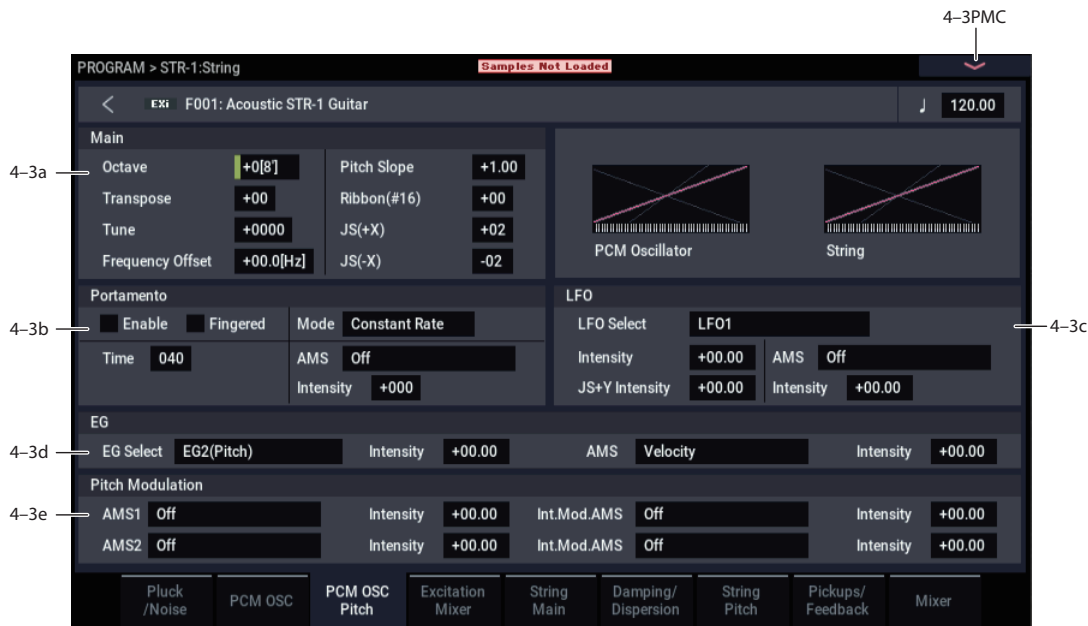 4–3PMC
PROGRAM > STR-1:String
Samples Not Loaded
EXi F001: Acoustic STR-1 Guitar
♩ 120.00
Main
4–3a
Octave +0[8'] Pitch Slope +1.00
Transpose +00 Ribbon(#16) +00
Tune +0000 JS(+X) +02
Frequency Offset +00.0[Hz] JS(-X) -02
PCM Oscillator String
Portamento
4–3b
Enable Fingered Mode Constant Rate
Time 040 AMS Off
Intensity +000
LFO
LFO Select LFO1
4–3c
Intensity +00.00 AMS Off
JS+Y Intensity +00.00 Intensity +00.00
EG
4–3d
EG Select EG2(Pitch) Intensity +00.00 AMS Velocity Intensity +00.00
Pitch Modulation
4–3e
AMS1 Off Intensity +00.00 Int.Mod.AMS Off Intensity +00.00
AMS2 Off Intensity +00.00 Int.Mod.AMS Off Intensity +00.00
Pluck
/Noise
PCM OSC
PCM OSC
Pitch
Excitation
Mixer
String
Main
Damping/
Dispersion
String
Pitch
Pickups/
Feedback
Mixer